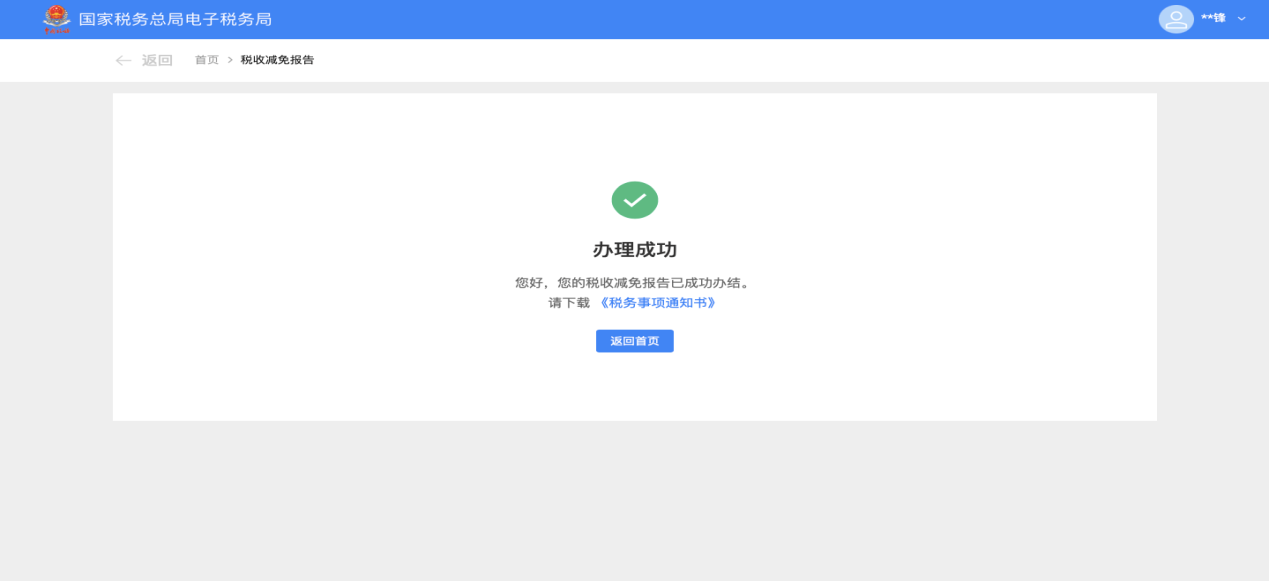 国家税务总局电子税务局
**锋
返回 首页 > 税收减免报告
办理成功
您好，您的税收减免报告已成功办结。
请下载 《税务事项通知书》
返回首页